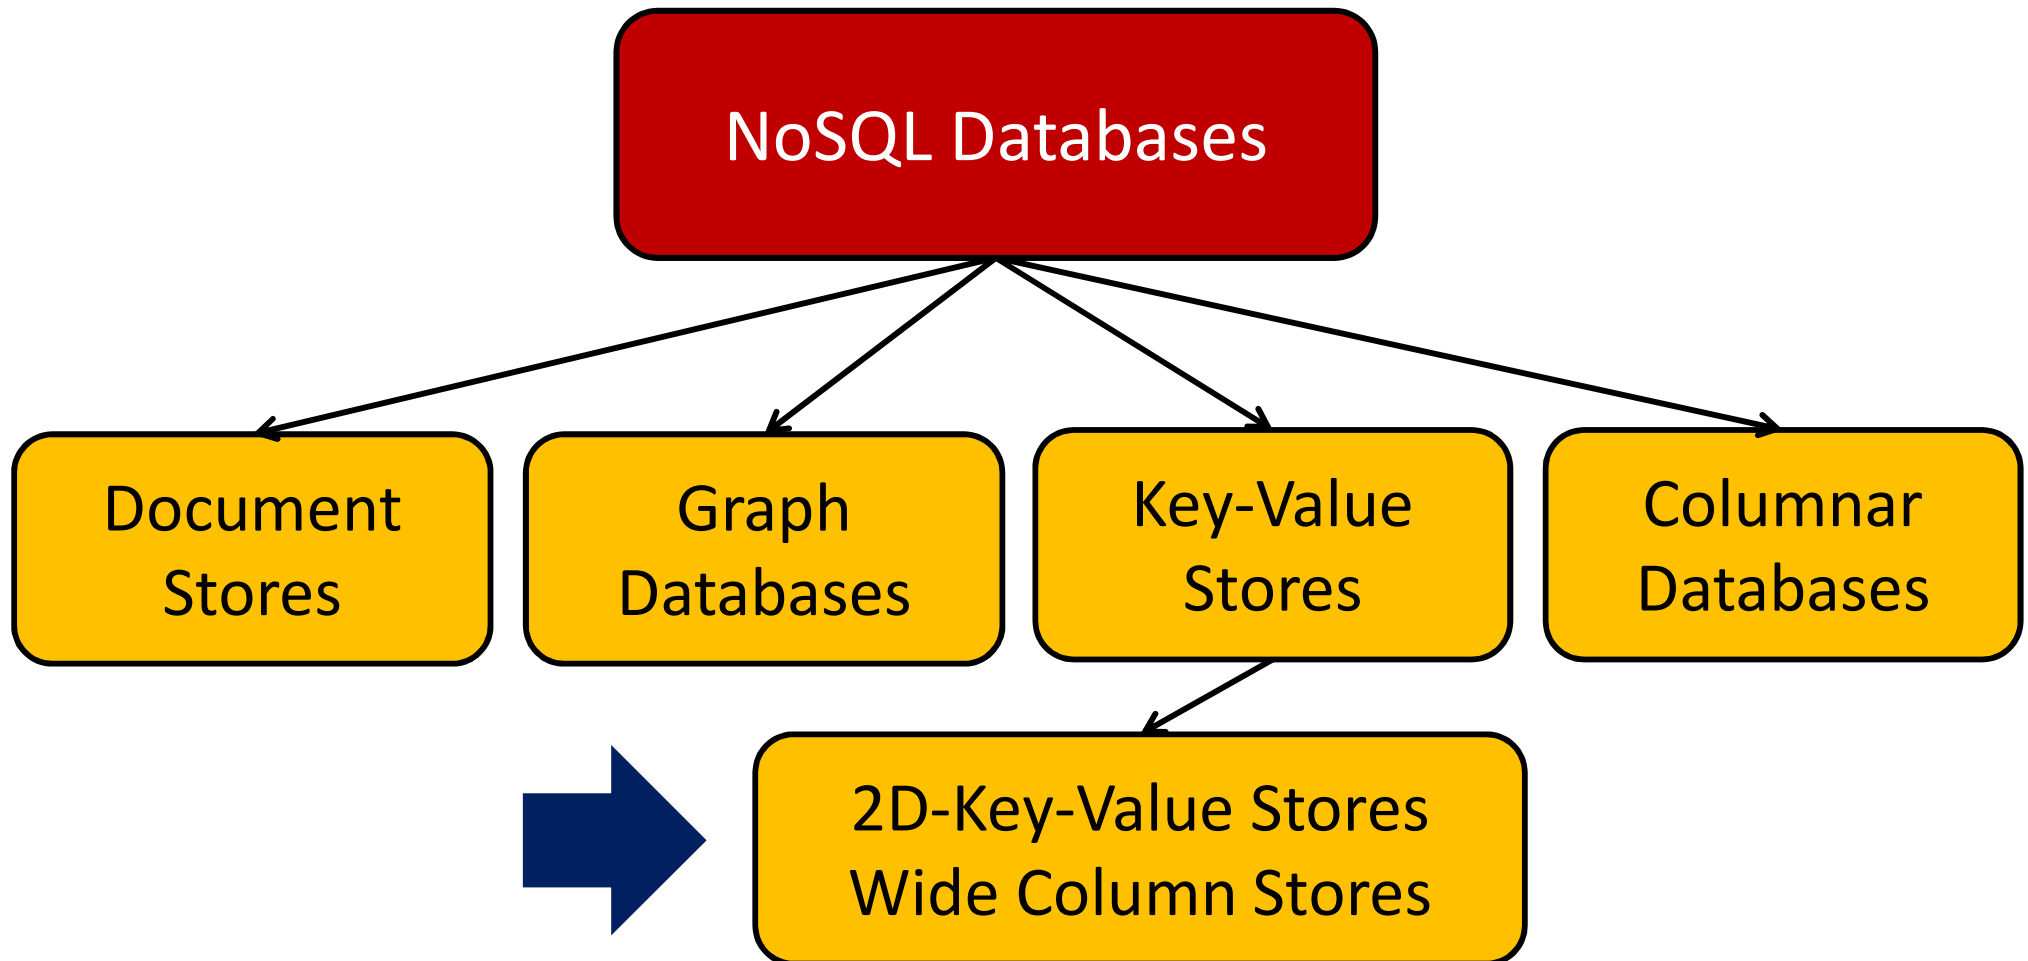 NoSQL Databases
Document
Stores
Graph
Databases
Key-Value
Stores
Columnar
Databases
2D-Key-Value Stores
Wide Column Stores